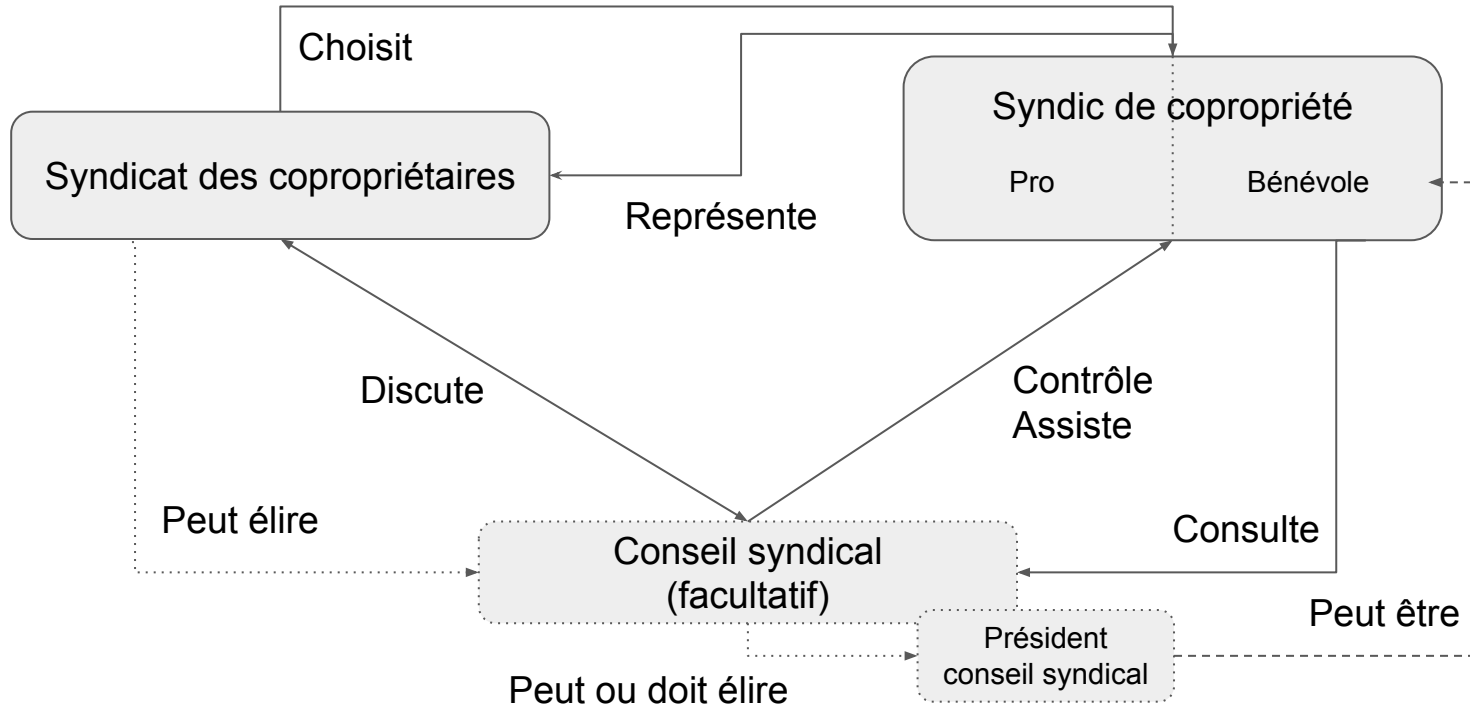 Choisit
Syndic de copropriété
Syndicat des copropriétaires
Pro
Bénévole
Représente
Discute
Contrôle
Assiste
Peut élire
Consulte
Conseil syndical
(facultatif)
Peut être
Président
conseil syndical
Peut ou doit élire